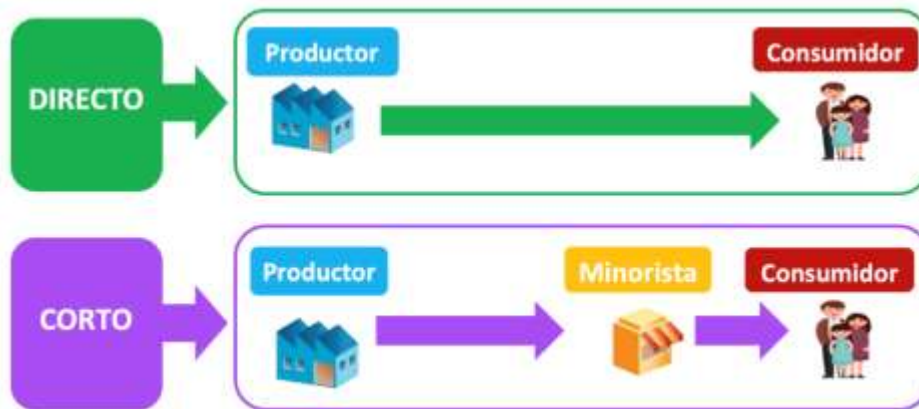 Productor
Consumidor
DIRECTO
Productor
Minorista
Consumidor
CORTO